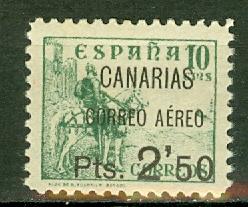 ESPAÑA 10
CTS
CANARIAS
CORREO AÉREO
CORREOS
Pts. 2'50